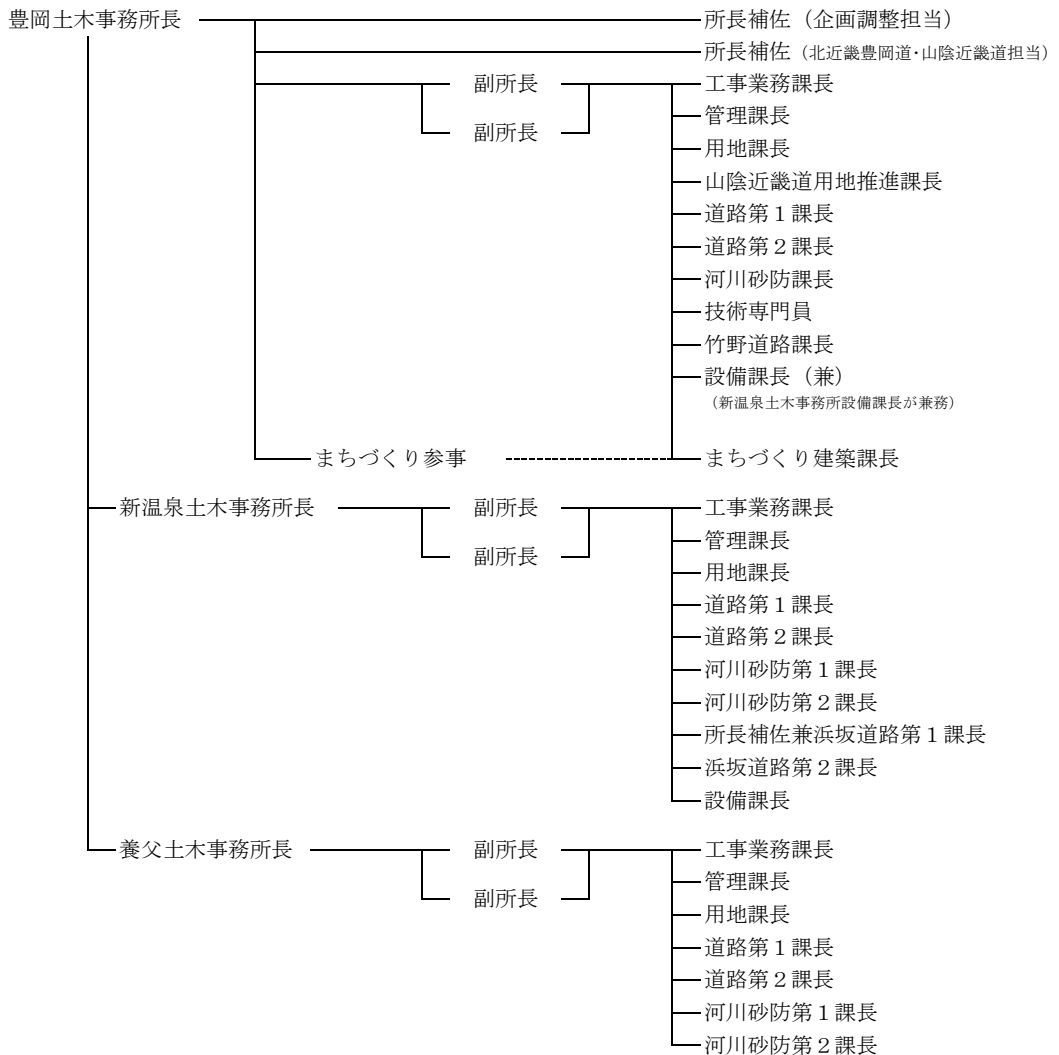 豊岡土木事務所長 所長補佐（企画調整担当）
所長補佐（北近畿豊岡道・山陰近畿道担当）
副所長 工事業務課長
管理課長
副所長
用地課長
山陰近畿道用地推進課長
道路第１課長
道路第２課長
河川砂防課長
技術専門員
竹野道路課長
設備課長（兼）
（新温泉土木事務所設備課長が兼務）
まちづくり参事 まちづくり建築課長
新温泉土木事務所長 副所長 工事業務課長
管理課長
副所長
用地課長
道路第１課長
道路第２課長
河川砂防第１課長
河川砂防第２課長
所長補佐兼浜坂道路第１課長
浜坂道路第２課長
設備課長
養父土木事務所長 副所長 工事業務課長
管理課長
副所長
用地課長
道路第１課長
道路第２課長
河川砂防第１課長
河川砂防第２課長